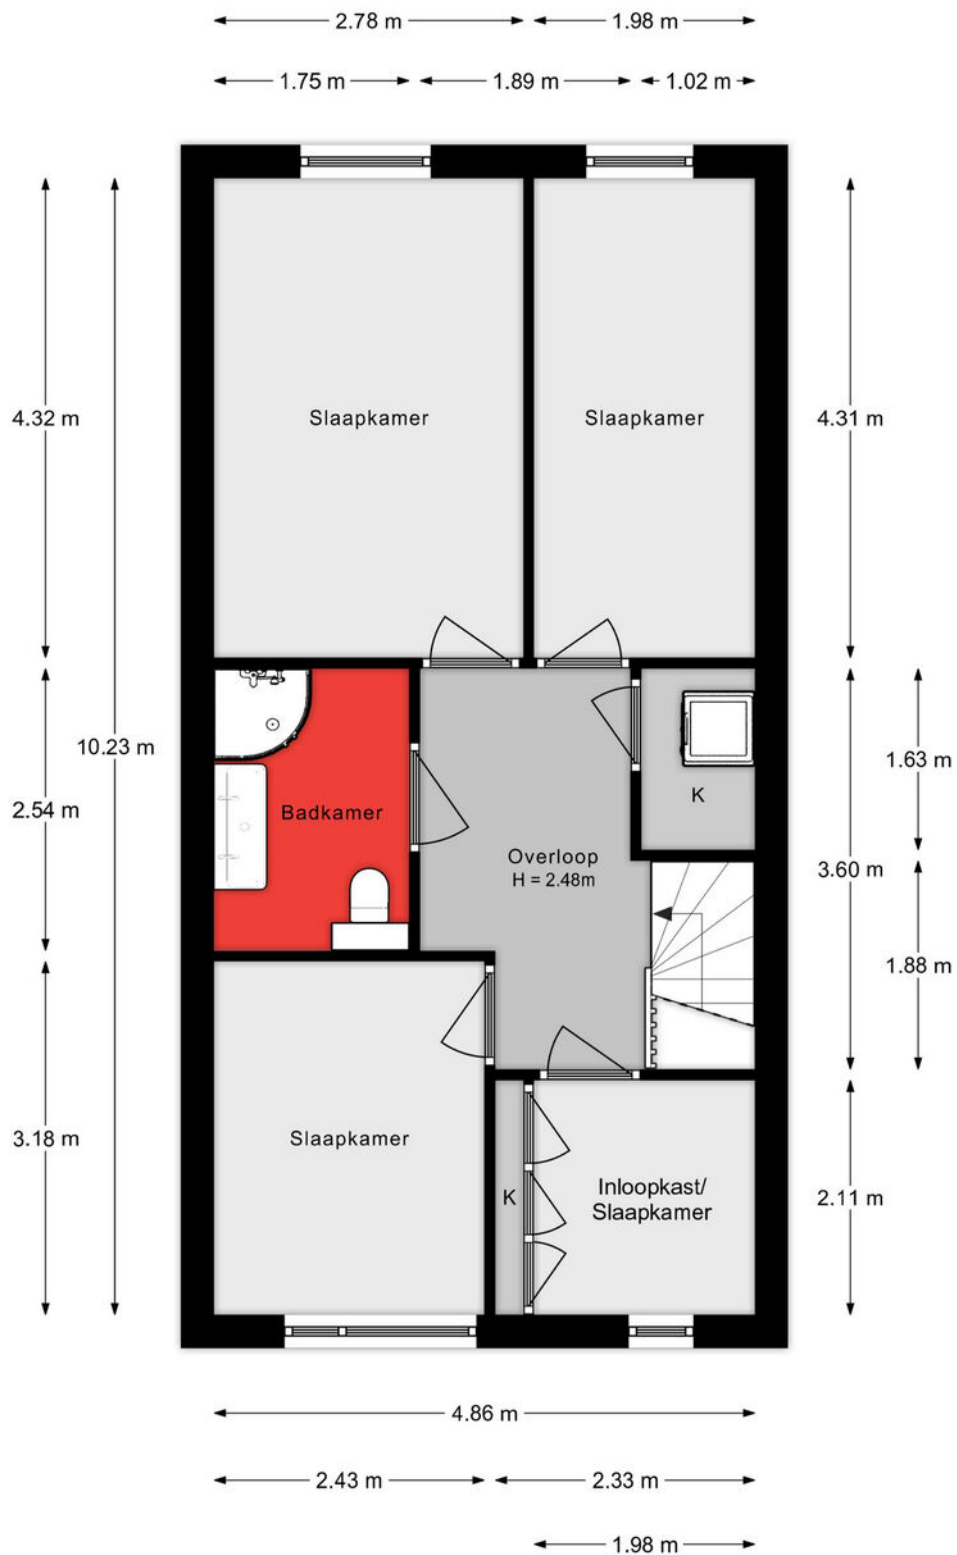 2.78 m
1.98 m
1.75 m
1.89 m
1.02 m
4.32 m
Slaapkamer
Slaapkamer
4.31 m
10.23 m
1.63 m
K
2.54 m
Badkamer
Overloop
H = 2.48m
3.60 m
1.88 m
3.18 m
Slaapkamer
K
Inloopkast/
Slaapkamer
2.11 m
4.86 m
2.43 m
2.33 m
1.98 m